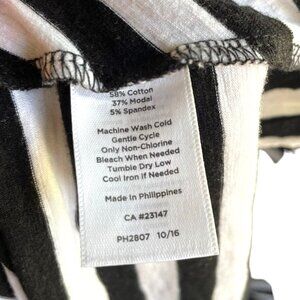 58% Cotton
37% Modal
5% Spandex
Machine Wash Cold
Gentle Cycle
Only Non-Chlorine
Bleach When Needed
Tumble Dry Low
Cool Iron if Needed
Made in Philippines
CA #23147
PH2807 10/16